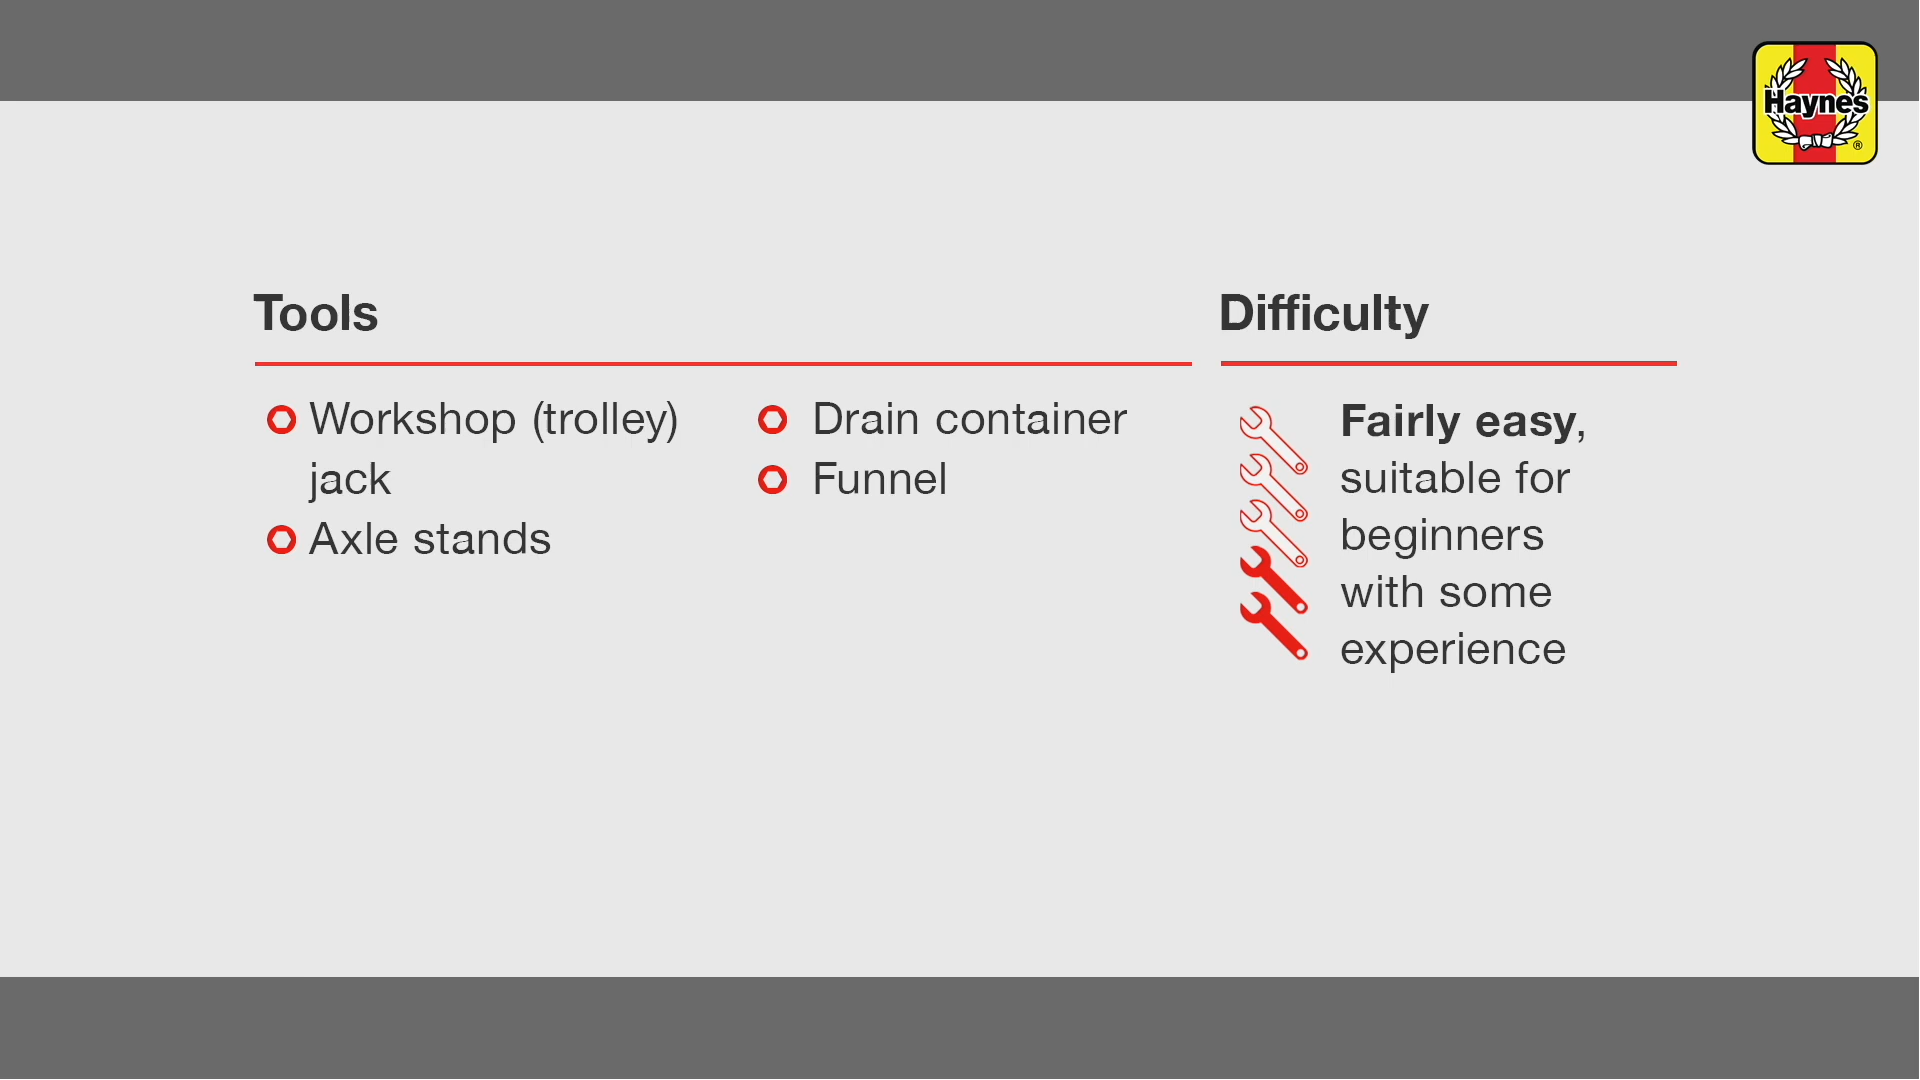 Haynes
®
Tools
Workshop (trolley)
jack
Axle stands
Drain container
Funnel
Difficulty
Fairly easy,
suitable for
beginners
with some
experience